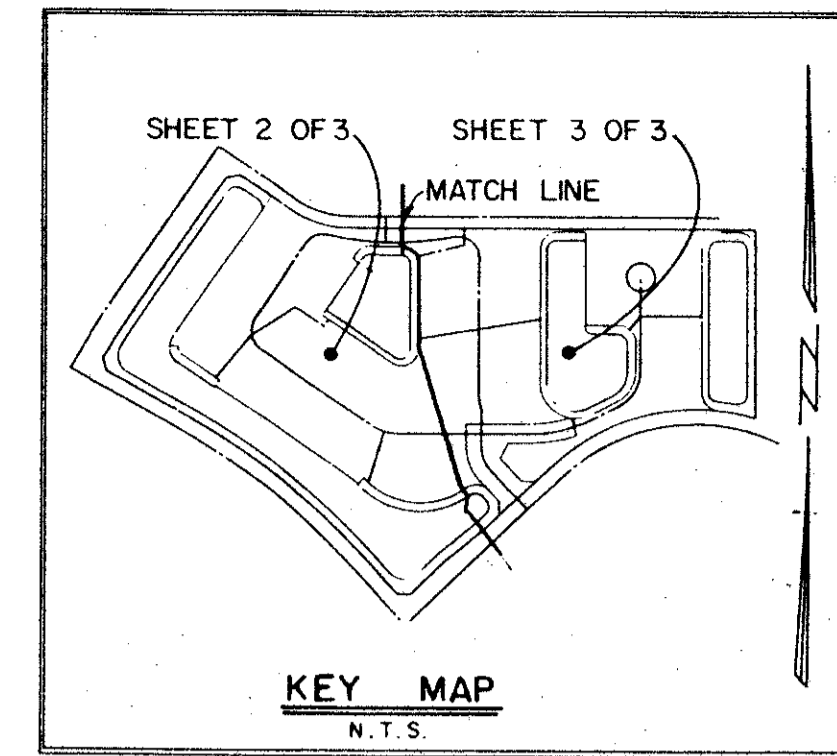 SHEET 2 OF 3
SHEET 3 OF 3
MATCH LINE
N
KEY MAP
N.T.S.